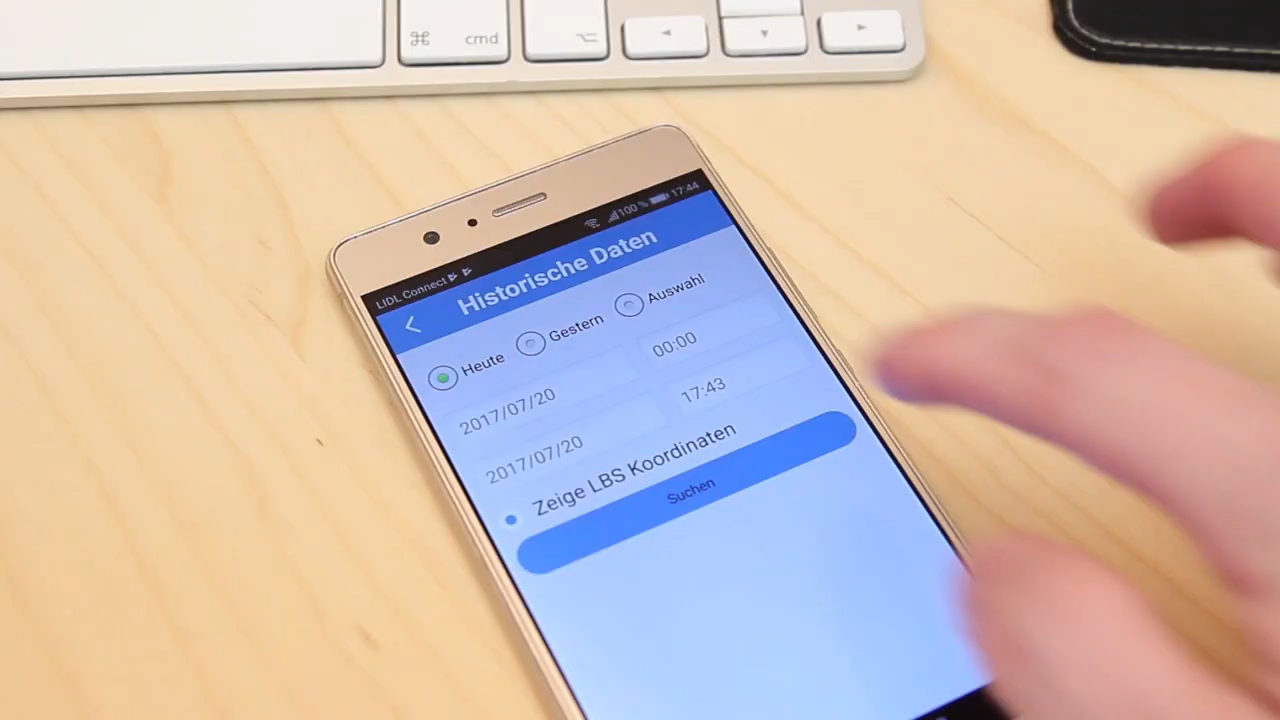 ⌘ cmd
LIDL Connect 100 % 17:44
Historische Daten
Heute Gestern Auswahl
2017/07/20 00:00
2017/07/20 17:43
Zeige LBS Koordinaten
Suchen